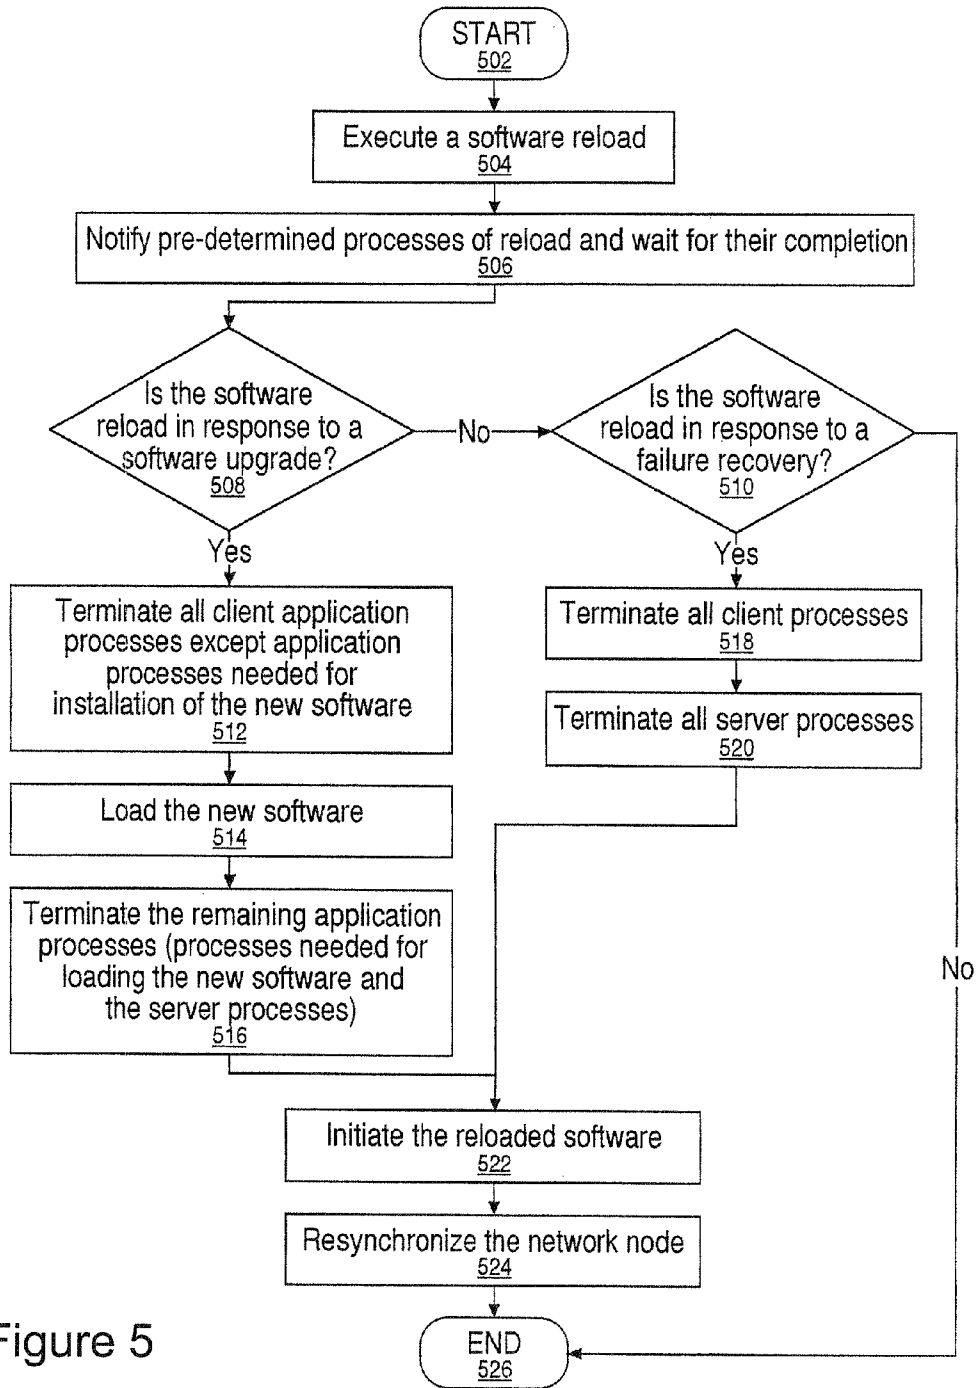 START
502
Execute a software reload
504
Notify pre-determined processes of reload and wait for their completion
506
Is the software
reload in response to a
software upgrade?
508
No
Is the software
reload in response to a
failure recovery?
510
Yes
Yes
Terminate all client application
processes except application
processes needed for
installation of the new software
512
Terminate all client processes
518
Terminate all server processes
520
Load the new software
514
Terminate the remaining application
processes (processes needed for
loading the new software and
the server processes)
516
No
Initiate the reloaded software
522
Resynchronize the network node
524
END
526
Figure 5